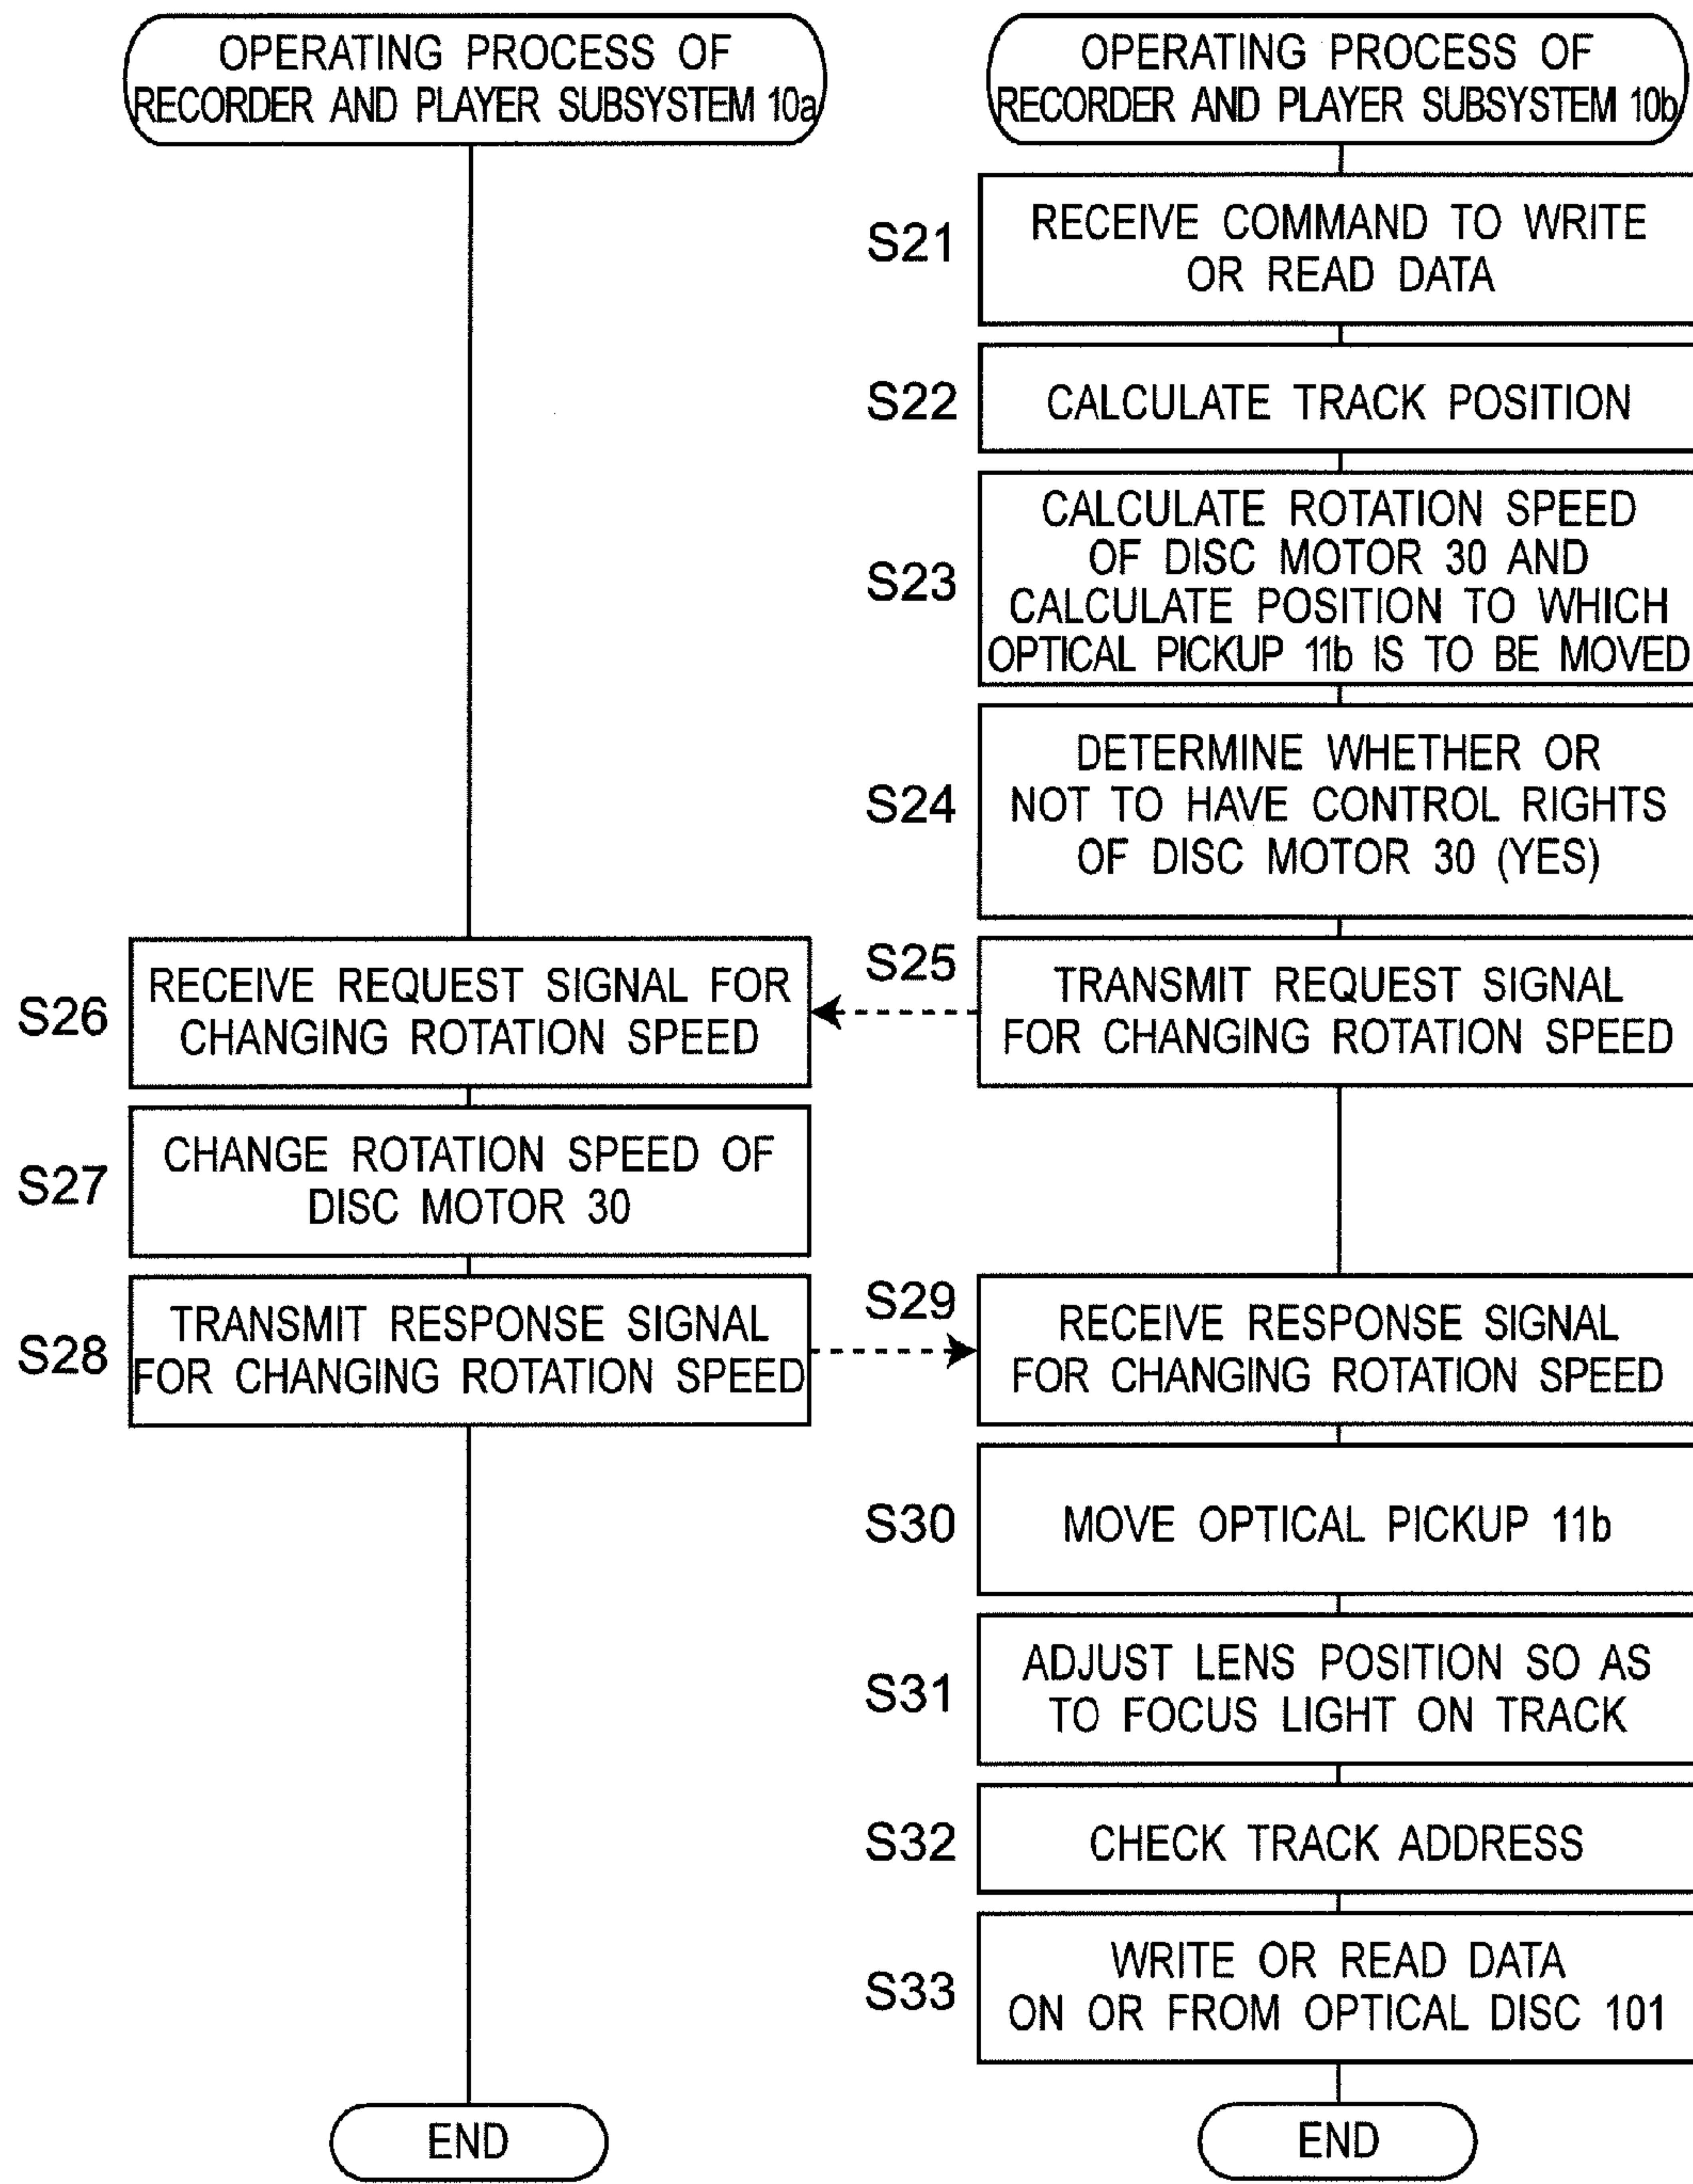 OPERATING PROCESS OF
RECORDER AND PLAYER SUBSYSTEM 10a
OPERATING PROCESS OF
RECORDER AND PLAYER SUBSYSTEM 10b
S21
RECEIVE COMMAND TO WRITE
OR READ DATA
S22
CALCULATE TRACK POSITION
S23
CALCULATE ROTATION SPEED
OF DISC MOTOR 30 AND
CALCULATE POSITION TO WHICH
OPTICAL PICKUP 11b IS TO BE MOVED
S24
DETERMINE WHETHER OR
NOT TO HAVE CONTROL RIGHTS
OF DISC MOTOR 30 (YES)
S25
TRANSMIT REQUEST SIGNAL
FOR CHANGING ROTATION SPEED
S26
RECEIVE REQUEST SIGNAL FOR
CHANGING ROTATION SPEED
S27
CHANGE ROTATION SPEED OF
DISC MOTOR 30
S28
TRANSMIT RESPONSE SIGNAL
FOR CHANGING ROTATION SPEED
S29
RECEIVE RESPONSE SIGNAL
FOR CHANGING ROTATION SPEED
S30
MOVE OPTICAL PICKUP 11b
S31
ADJUST LENS POSITION SO AS
TO FOCUS LIGHT ON TRACK
S32
CHECK TRACK ADDRESS
S33
WRITE OR READ DATA
ON OR FROM OPTICAL DISC 101
END
END